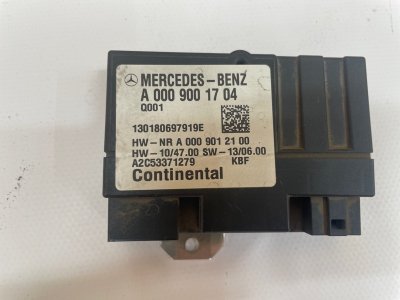 MERCEDES-BENZ
A 000 900 17 04
Q001
130180697919E
HW-NR A 000 901 21 00
HW-10/47.00 SW-13/06.00
A2C53371279 KBF
Continental